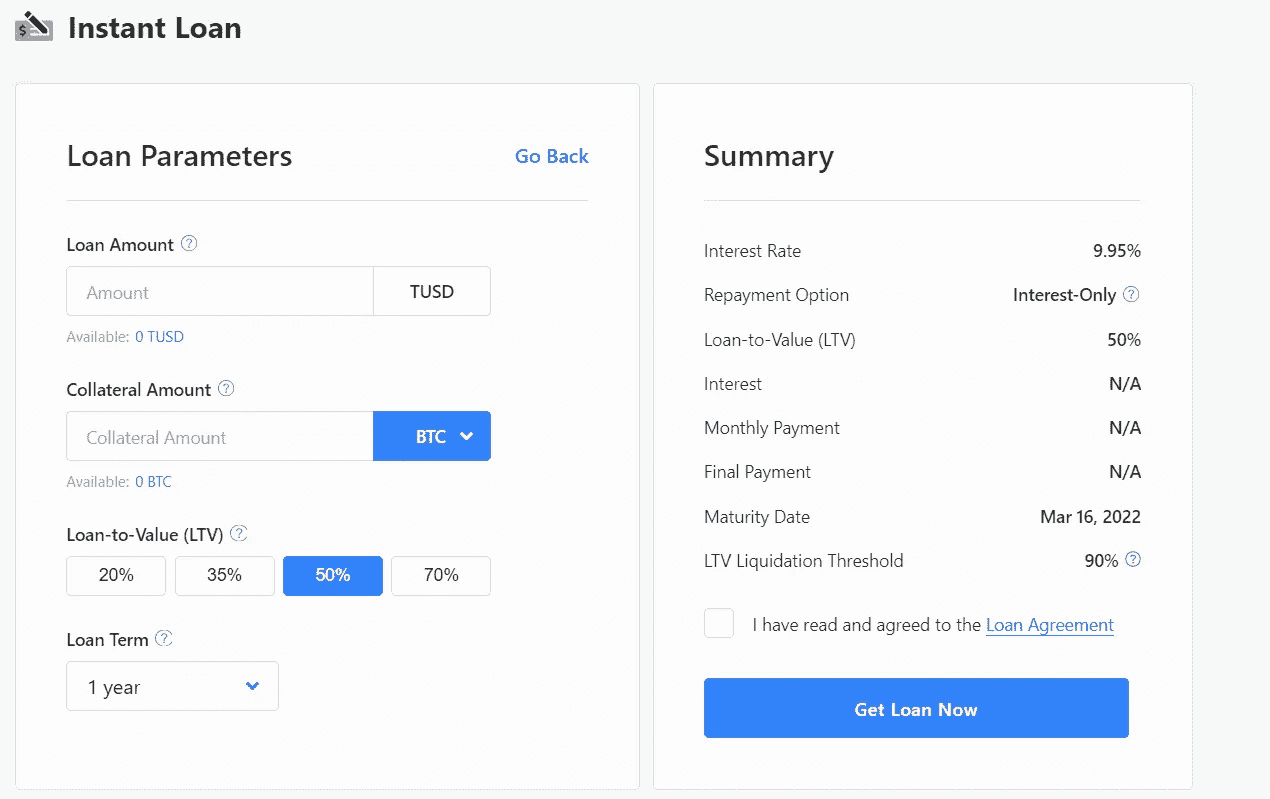 Instant Loan
Loan Parameters
Go Back
Loan Amount ?
Amount
TUSD
Available: 0 TUSD
Collateral Amount ?
Collateral Amount
BTC
Available: 0 BTC
Loan-to-Value (LTV) ?
20%
35%
50%
70%
Loan Term ?
1 year
Summary
Interest Rate 9.95%
Repayment Option Interest-Only ?
Loan-to-Value (LTV) 50%
Interest N/A
Monthly Payment N/A
Final Payment N/A
Maturity Date Mar 16, 2022
LTV Liquidation Threshold 90% ?
I have read and agreed to the Loan Agreement
Get Loan Now